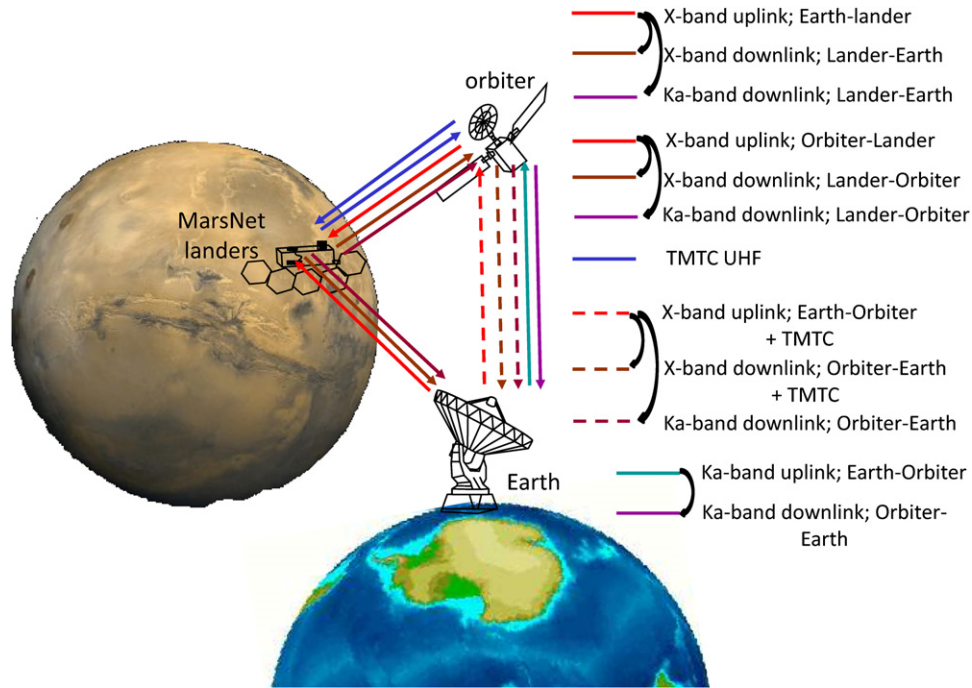 orbiter
MarsNet
landers
Earth
X-band uplink; Earth-lander
X-band downlink; Lander-Earth
Ka-band downlink; Lander-Earth
X-band uplink; Orbiter-Lander
X-band downlink; Lander-Orbiter
Ka-band downlink; Lander-Orbiter
TMTC UHF
X-band uplink; Earth-Orbiter
+ TMTC
X-band downlink; Orbiter-Earth
+ TMTC
Ka-band downlink; Orbiter-Earth
Ka-band uplink; Earth-Orbiter
Ka-band downlink; Orbiter-
Earth